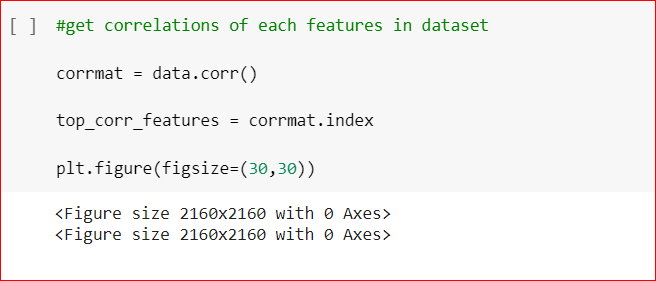 [ ] #get correlations of each features in dataset
corrmat = data.corr()
top_corr_features = corrmat.index
plt.figure(figsize=(30,30))
<Figure size 2160x2160 with 0 Axes>
<Figure size 2160x2160 with 0 Axes>